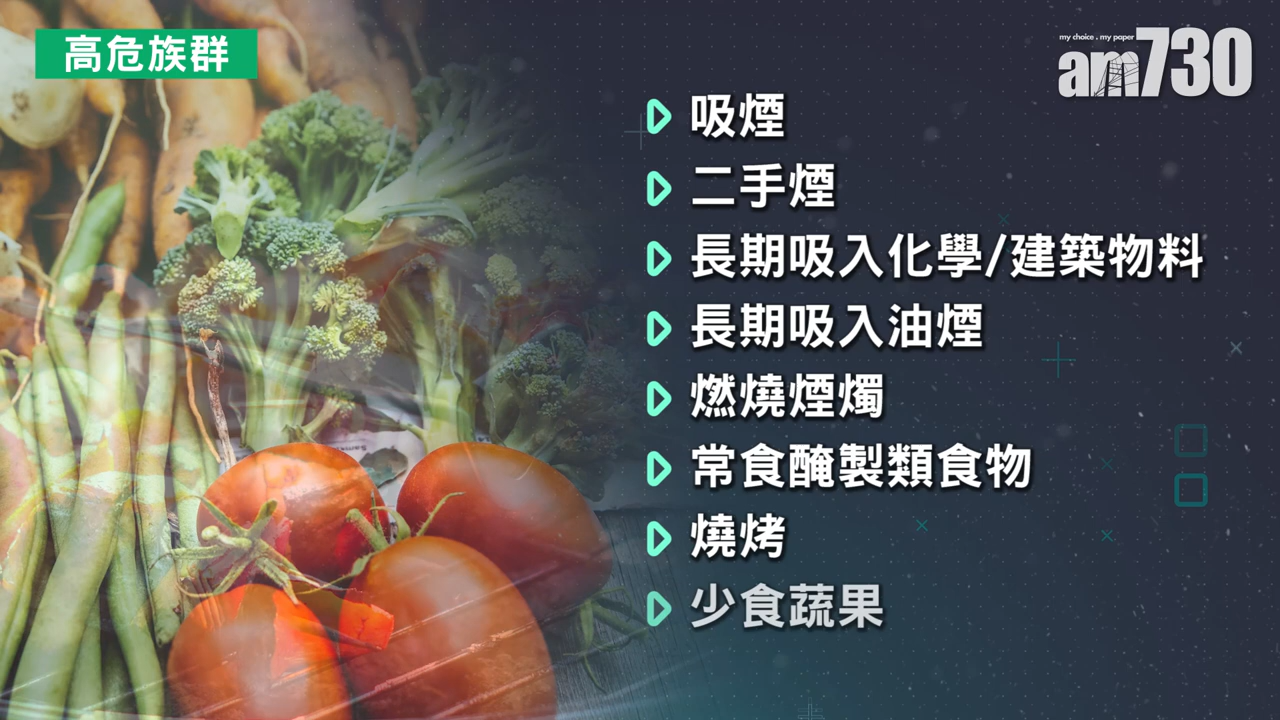 高危族群
my choice . my paper
am730
吸煙
二手煙
長期吸入化學/建築物料
長期吸入油煙
燃燒煙燭
常食醃製類食物
燒烤
少食蔬果